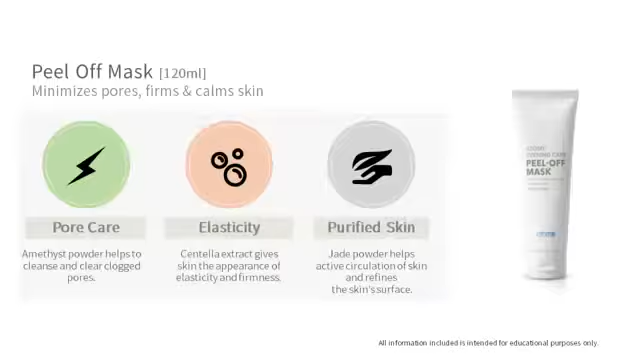 Peel Off Mask [120ml]
Minimizes pores, firms & calms skin
Pore Care
Amethyst powder helps to
cleanse and clear clogged
pores.
Elasticity
Centella extract gives
skin the appearance of
elasticity and firmness.
Purified Skin
Jade powder helps
active circulation of skin
and refines
the skin's surface.
PEEL-OFF
MASK
All information included is intended for educational purposes only.